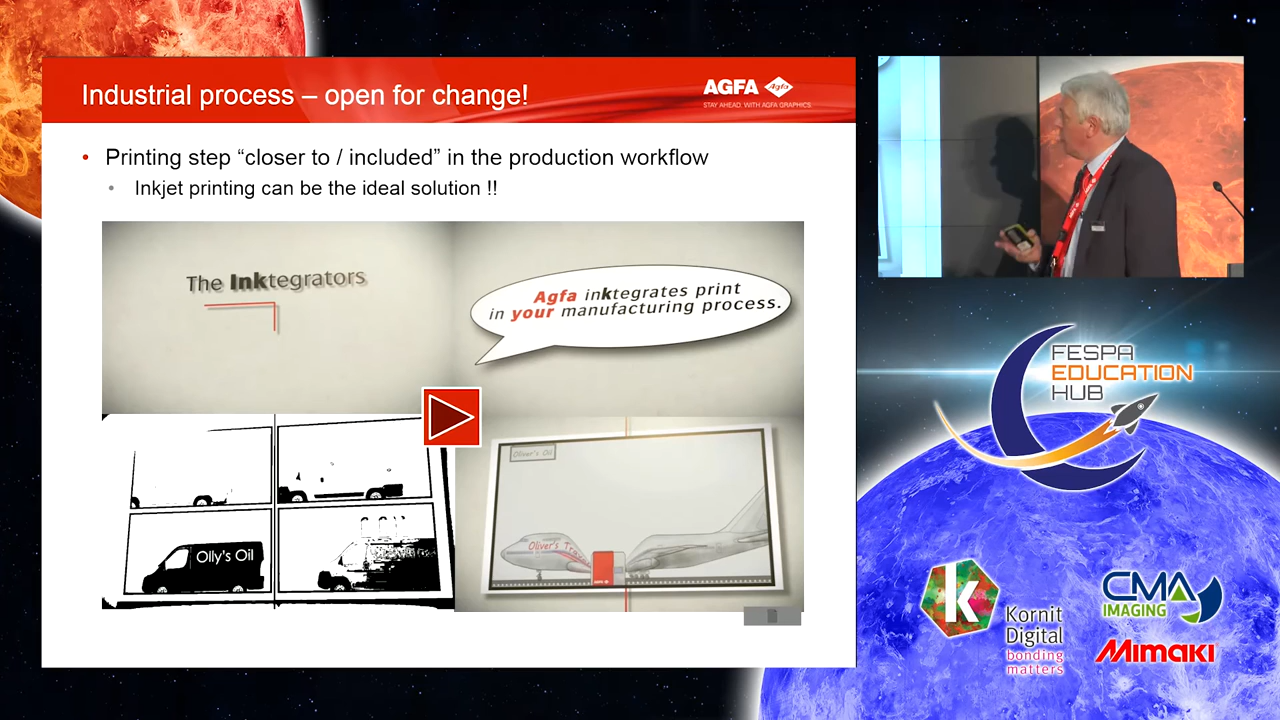 Industrial process – open for change!
AGFA
Agfa
STAY AHEAD. WITH AGFA GRAPHICS.
• Printing step “closer to / included” in the production workflow
• Inkjet printing can be the ideal solution !!
The Inktegrators
Agfa inktegrates print
in your manufacturing process.
Olly's Oil
Oliver's Oil
FESPA
EDUCATION
HUB
k
Kornit
Digital
bonding
matters
CMA
IMAGING
Mimaki